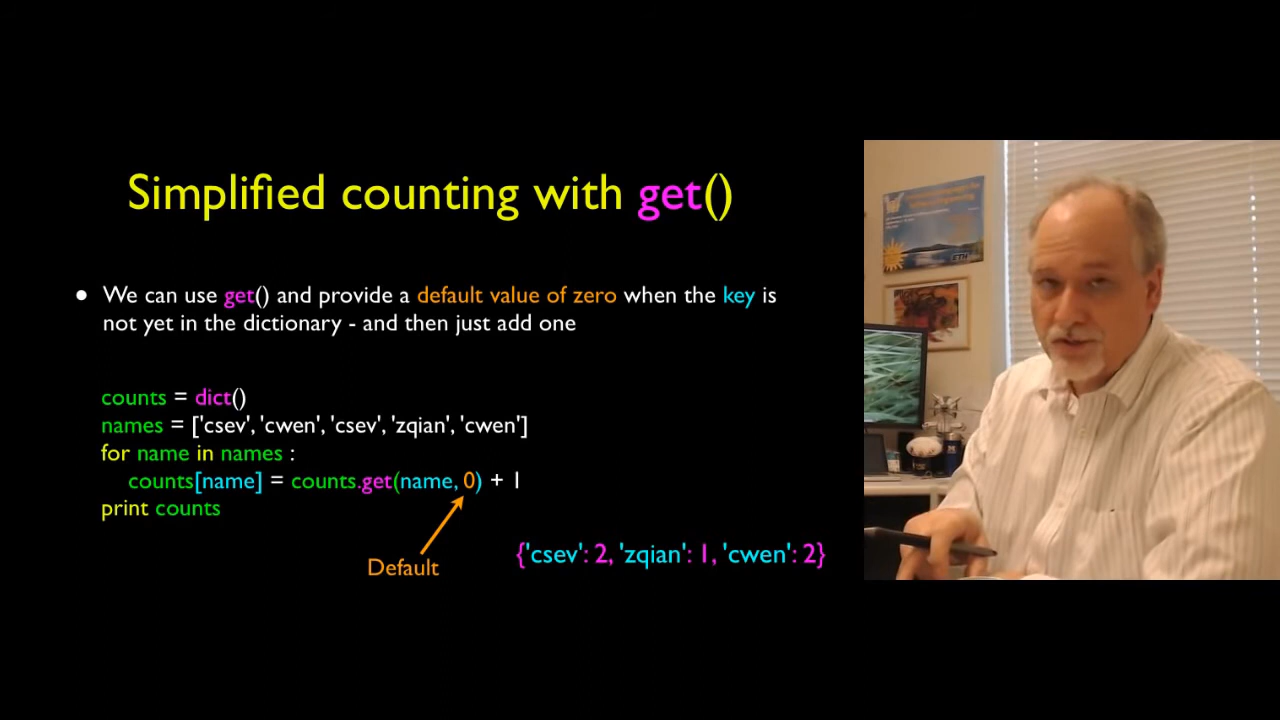 Simplified counting with get()
• We can use get() and provide a default value of zero when the key is
not yet in the dictionary - and then just add one
counts = dict()
names = ['csev', 'cwen', 'csev', 'zqian', 'cwen']
for name in names :
counts[name] = counts.get(name, 0) + 1
print counts
Default
{'csev': 2, 'zqian': 1, 'cwen': 2}
ETH